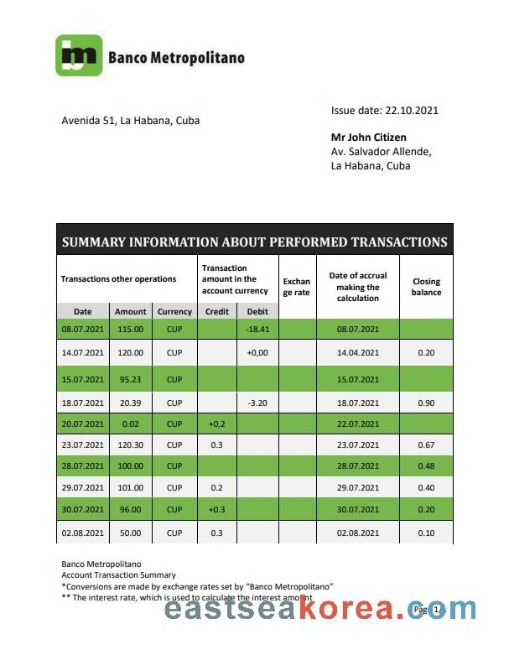 bm Banco Metropolitano
Avenida 51, La Habana, Cuba
Issue date: 22.10.2021
Mr John Citizen
Av. Salvador Allende,
La Habana, Cuba
SUMMARY INFORMATION ABOUT PERFORMED TRANSACTIONS
Transactions other operations
Transaction
amount in the
account currency
Exchan
ge rate
Date of accrual
making the
calculation
Closing
balance
Date Amount Currency Credit Debit
08.07.2021 115.00 CUP -18.41 08.07.2021
14.07.2021 120.00 CUP +0,00 14.04.2021 0.20
15.07.2021 95.23 CUP 15.07.2021
18.07.2021 20.39 CUP -3.20 18.07.2021 0.90
20.07.2021 0.02 CUP +0,2 22.07.2021
23.07.2021 120.30 CUP 0.3 23.07.2021 0.67
28.07.2021 100.00 CUP 28.07.2021 0.48
29.07.2021 101.00 CUP 0.2 29.07.2021 0.40
30.07.2021 96.00 CUP +0.3 30.07.2021 0.20
02.08.2021 50.00 CUP 0.3 02.08.2021 0.10
Banco Metropolitano
Account Transaction Summary
*Conversions are made by exchange rates set by "Banco Metropolitano"
** The interest rate, which is used to calculate the interest amount
eastseakorea.com
Page